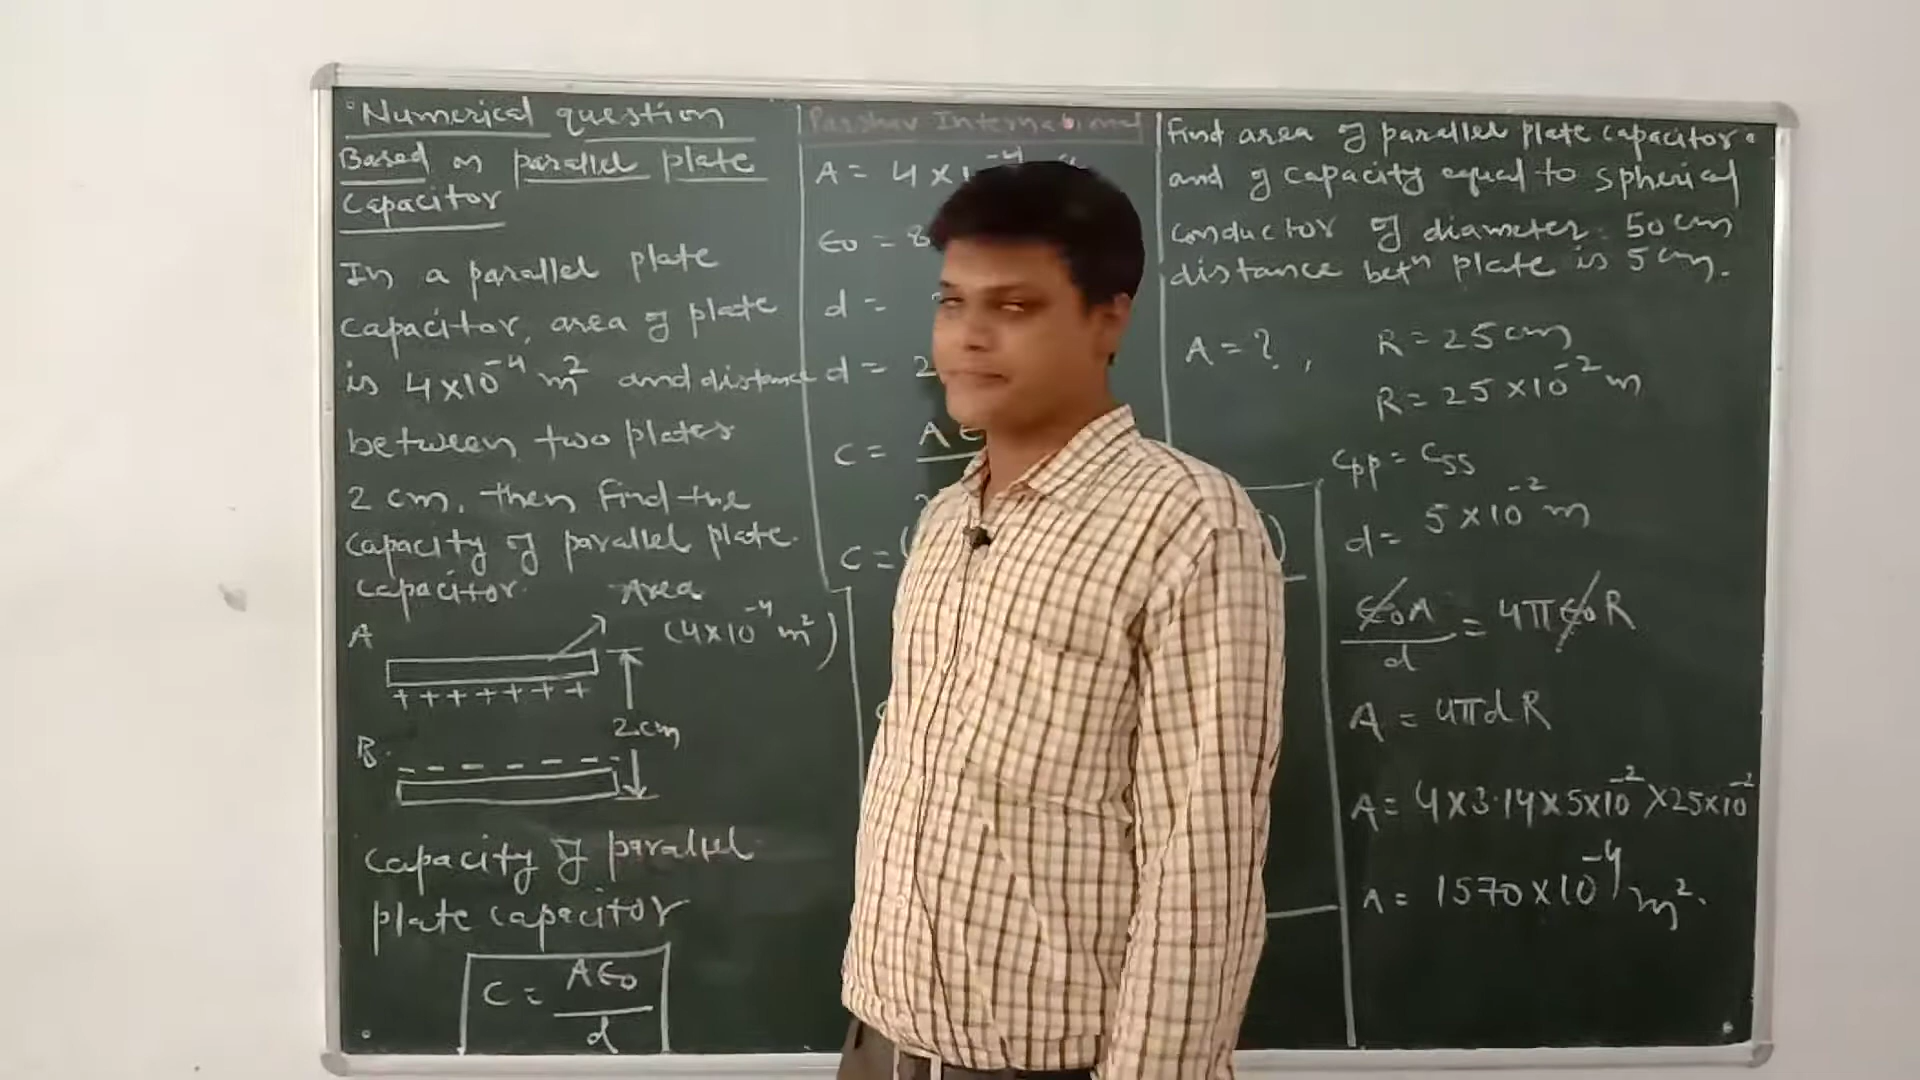 Numerical question
Based on parallel plate
Capacitor
In a parallel plate
capacitor, area of plate
is 4×10⁻⁴ m² and distance
between two plates
2 cm, then find the
capacity of parallel plate
capacitor.
Area
A
(4×10⁻⁴ m²)
+ + + + + + +
2cm
B.
- - - - - - -
capacity of parallel
plate capacitor
C = Aϵ₀/d
Parshav International
A = 4 ×
ϵ₀ = 8
d =
d = 2
C = A
C = (
Find area of parallel plate capacitor
and of capacity equal to spherical
conductor of diameter 50 cm
distance betⁿ plate is 5 cm.
A = ? , R = 25 cm
R = 25 × 10⁻² m
Cpp = Css
d = 5 × 10⁻² m
ϵ₀A/d = 4πϵ₀R
A = 4πdR
A = 4×3.14×5×10⁻²×25×10⁻²
A = 1570×10⁻⁴ m².